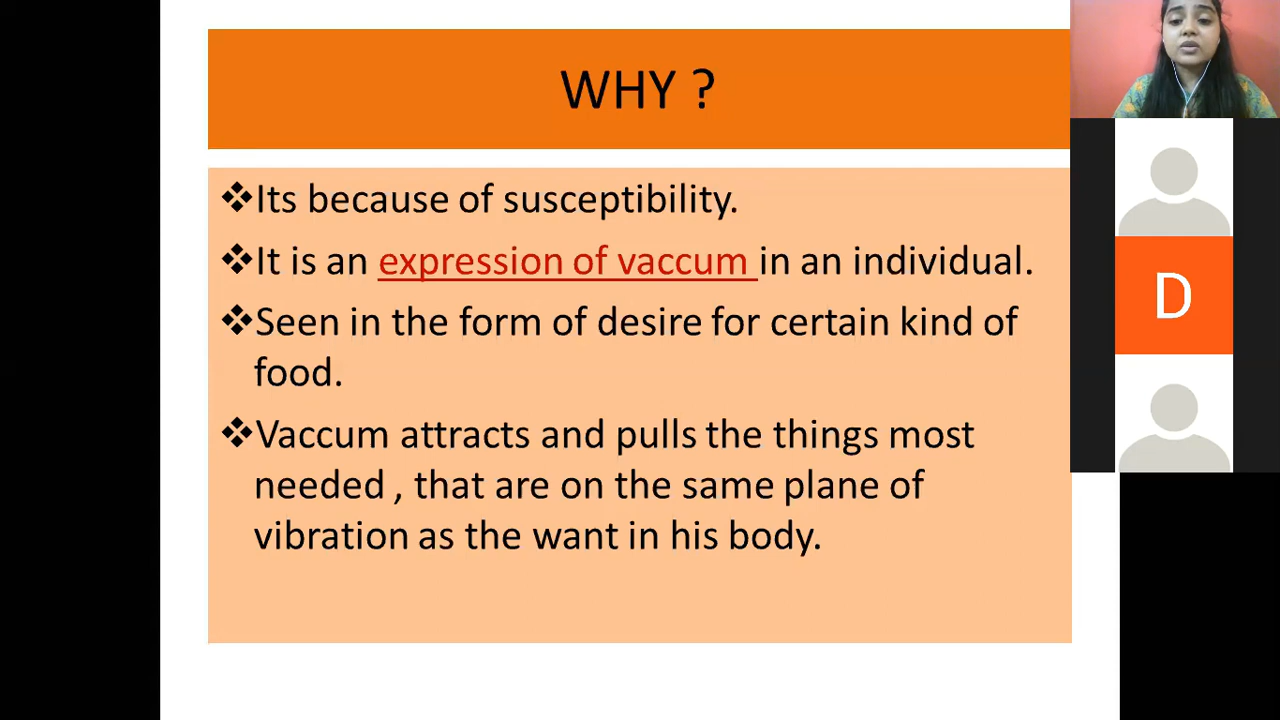 WHY ?
❖Its because of susceptibility.
❖It is an expression of vaccum in an individual.
❖Seen in the form of desire for certain kind of
food.
❖Vaccum attracts and pulls the things most
needed , that are on the same plane of
vibration as the want in his body.
D